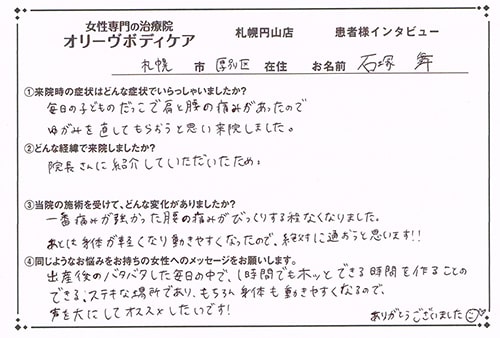 女性専門の治療院
オリーヴボディケア 札幌円山店 患者様インタビュー
札幌 市 厚別区 在住 お名前 石塚 舞
①来院時の症状はどんな症状でいらっしゃいましたか?
毎日の子どものだっこで肩と腰の痛みがあったので
ゆがみを直してもらおうと思い来院しました。
②どんな経緯で来院しましたか?
院長さんに紹介していただいたため。
③当院の施術を受けて、どんな変化がありましたか?
一番痛みが強かった腰の痛みがびっくりする程なくなりました。
あとは身体が軽くなり動きやすくなったので、絶対に通おうと思います!!
④同じようなお悩みをお持ちの女性へのメッセージをお願いします。
出産後のバタバタした毎日の中で、1時間でもホッとできる時間を作ることの
できる、ステキな場所であり、もちろん身体も動きやすくなるので、
声を大にしてオススメしたいです!
ありがとうございました